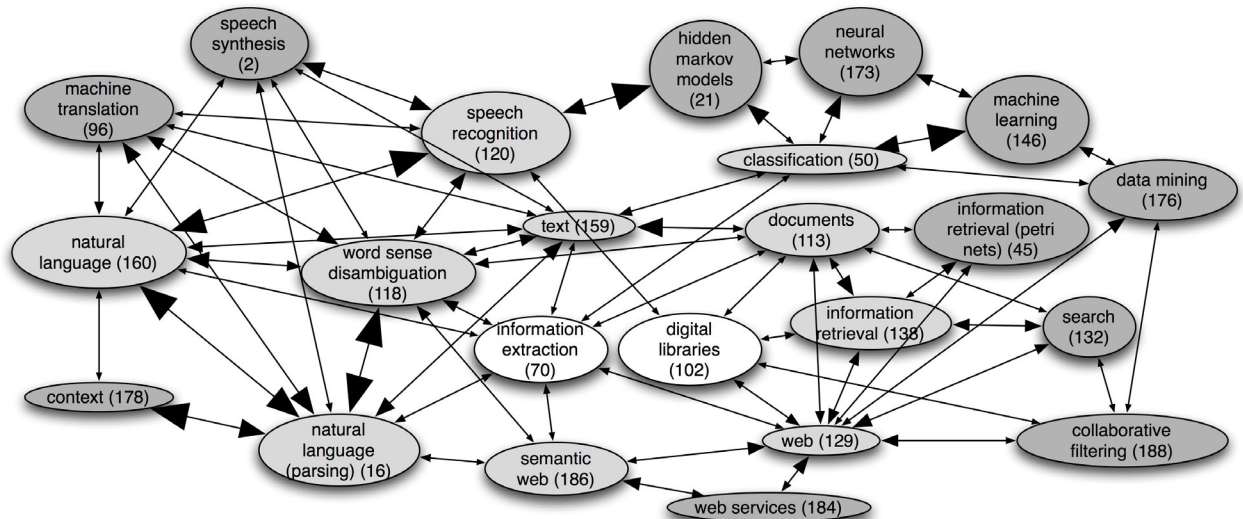 speech
synthesis
(2)
hidden
markov
models
(21)
neural
networks
(173)
machine
translation
(96)
speech
recognition
(120)
machine
learning
(146)
classification (50)
data mining
(176)
natural
language (160)
word sense
disambiguation
(118)
text (159)
documents
(113)
information
retrieval (petri
nets) (45)
information
extraction
(70)
digital
libraries
(102)
information
retrieval (138)
search
(132)
context (178)
natural
language
(parsing) (16)
semantic
web (186)
web (129)
collaborative
filtering (188)
web services (184)